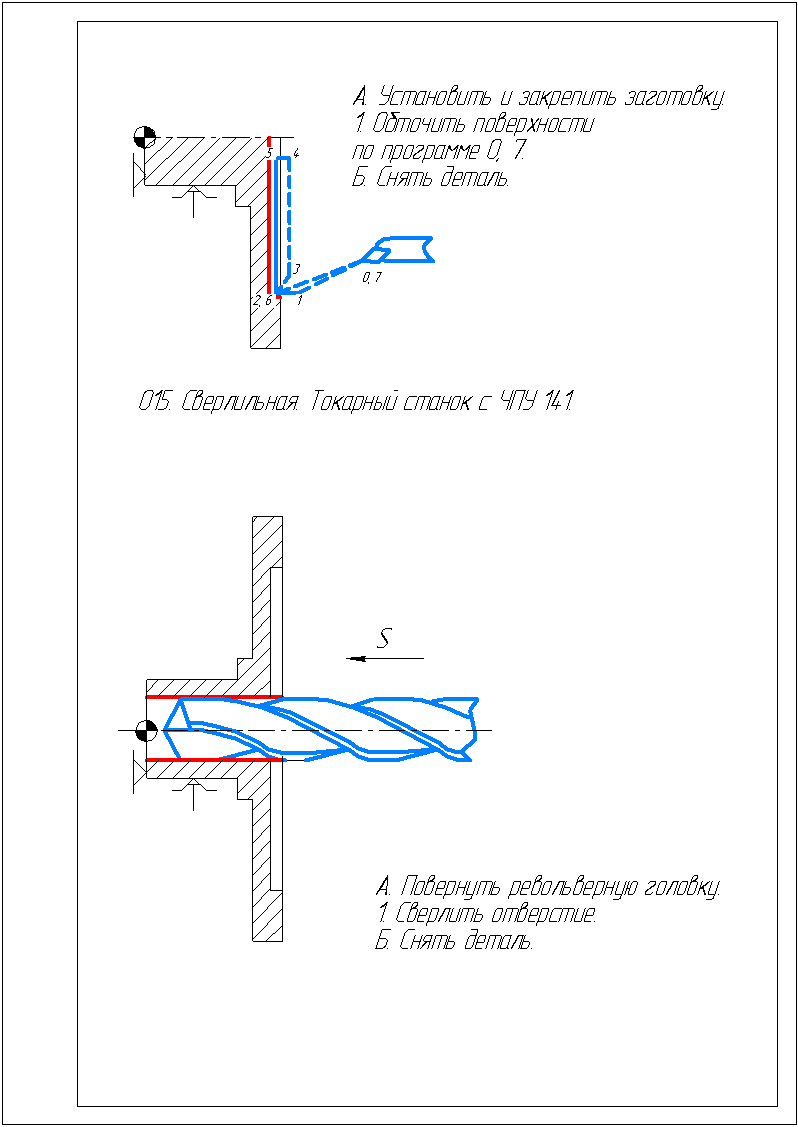 А. Установить и закрепить заготовку.
1. Обточить поверхности
по программе 0, 7.
Б. Снять деталь.
5
4
3
0, 7
2, 6
1
015. Сверлильная. Токарный станок с ЧПУ 141.
S
А. Повернуть револьверную головку.
1. Сверлить отверстие.
Б. Снять деталь.